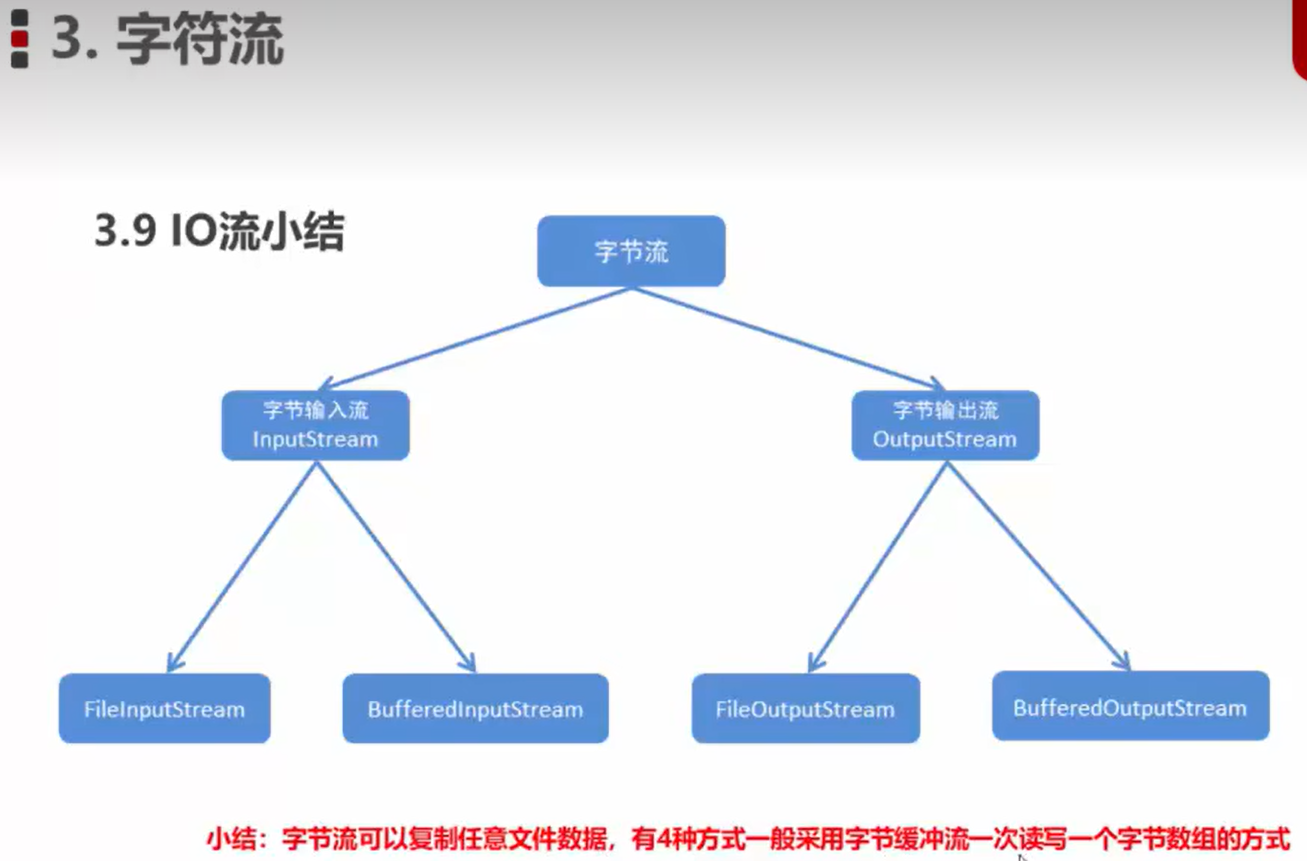 3. 字符流
3.9 IO流小结
字节流
字节输入流
InputStream
字节输出流
OutputStream
FileInputStream
BufferedInputStream
FileOutputStream
BufferedOutputStream
小结：字节流可以复制任意文件数据，有4种方式一般采用字节缓冲流一次读写一个字节数组的方式